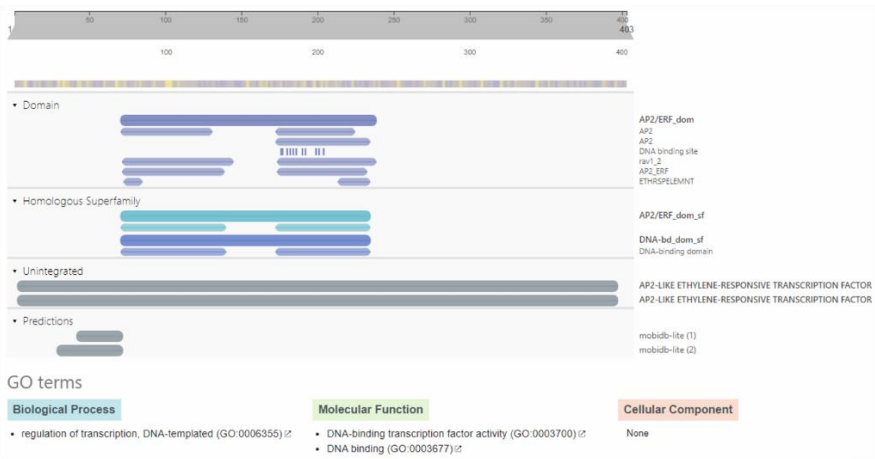 50 100 150 200 250 300 350 400
1 403
100 200 300 400
▾ Domain
AP2/ERF_dom
AP2
AP2
DNA binding site
rav1_2
AP2_ERF
ETHRSPELEMNT
▾ Homologous Superfamily
AP2/ERF_dom_sf
DNA-bd_dom_sf
DNA-binding domain
▾ Unintegrated
AP2-LIKE ETHYLENE-RESPONSIVE TRANSCRIPTION FACTOR
AP2-LIKE ETHYLENE-RESPONSIVE TRANSCRIPTION FACTOR
▾ Predictions
mobidb-lite (1)
mobidb-lite (2)
GO terms
Biological Process Molecular Function Cellular Component
• regulation of transcription, DNA-templated (GO:0006355) • DNA-binding transcription factor activity (GO:0003700) None
• DNA binding (GO:0003677)